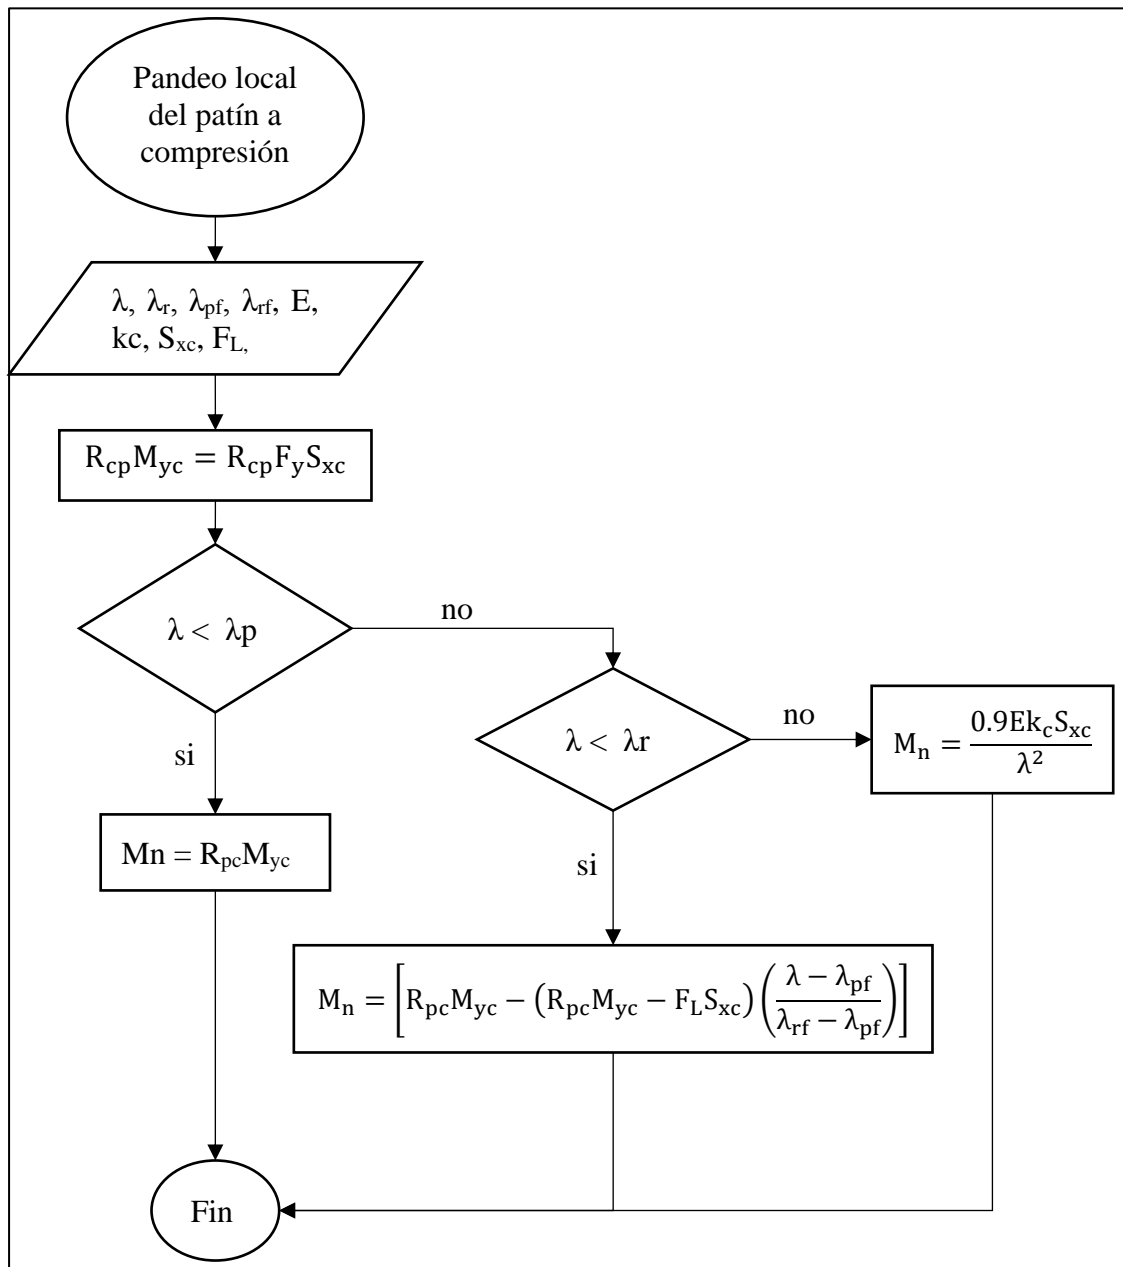 Pandeo local
del patín a
compresión
λ, λr, λpf, λrf, E,
kc, Sxc, FL,
RcpMyc = RcpFySxc
λ < λp
no
si
λ < λr
no
Mn = 0.9EkcSxc / λ²
Mn = RpcMyc
si
Mn = [RpcMyc − (RpcMyc − FLSxc) (λ − λpf / λrf − λpf)]
Fin